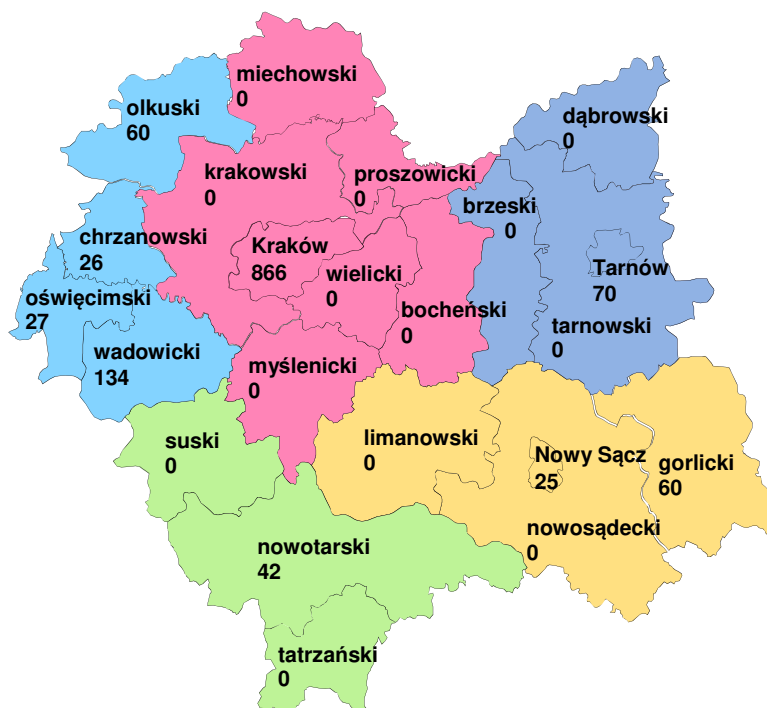 miechowski
0
olkuski
60
dąbrowski
0
krakowski
0
proszowicki
0
brzeski
0
chrzanowski
26
Kraków
866
wielicki
0
Tarnów
70
oświęcimski
27
bocheński
0
tarnowski
0
wadowicki
134
myślenicki
0
suski
0
limanowski
0
Nowy Sącz
25
gorlicki
60
nowosądecki
0
nowotarski
42
tatrzański
0